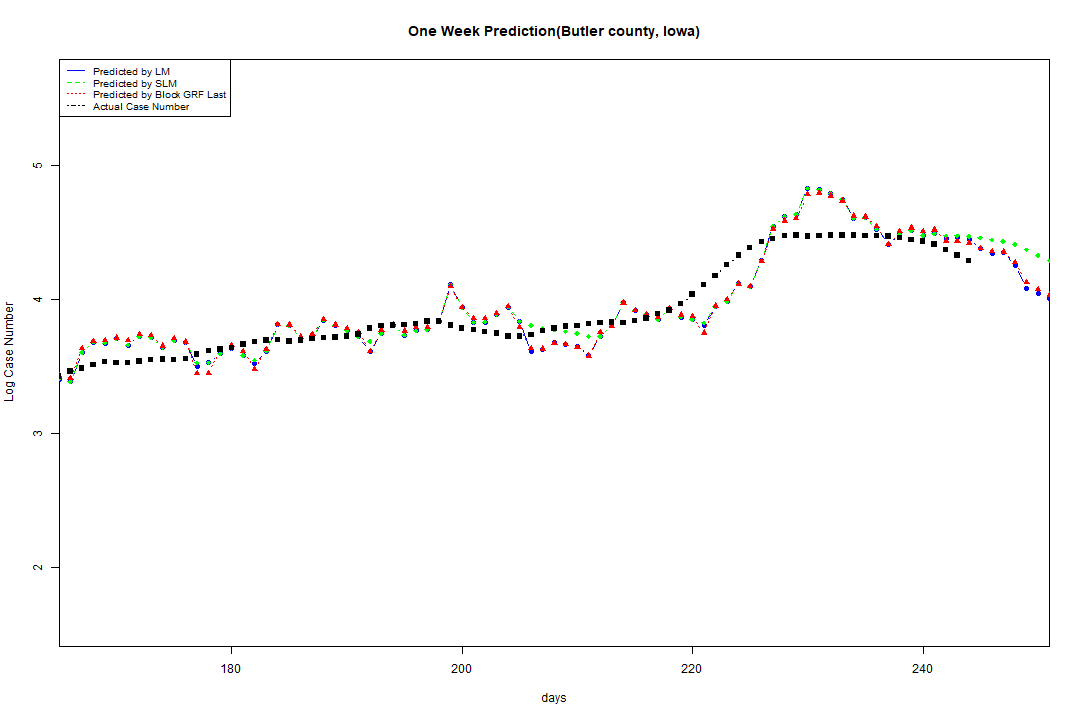 One Week Prediction(Butler county, Iowa)
Predicted by LM
Predicted by SLM
Predicted by Block GRF Last
Actual Case Number
5
4
3
2
Log Case Number
180 200 220 240
days